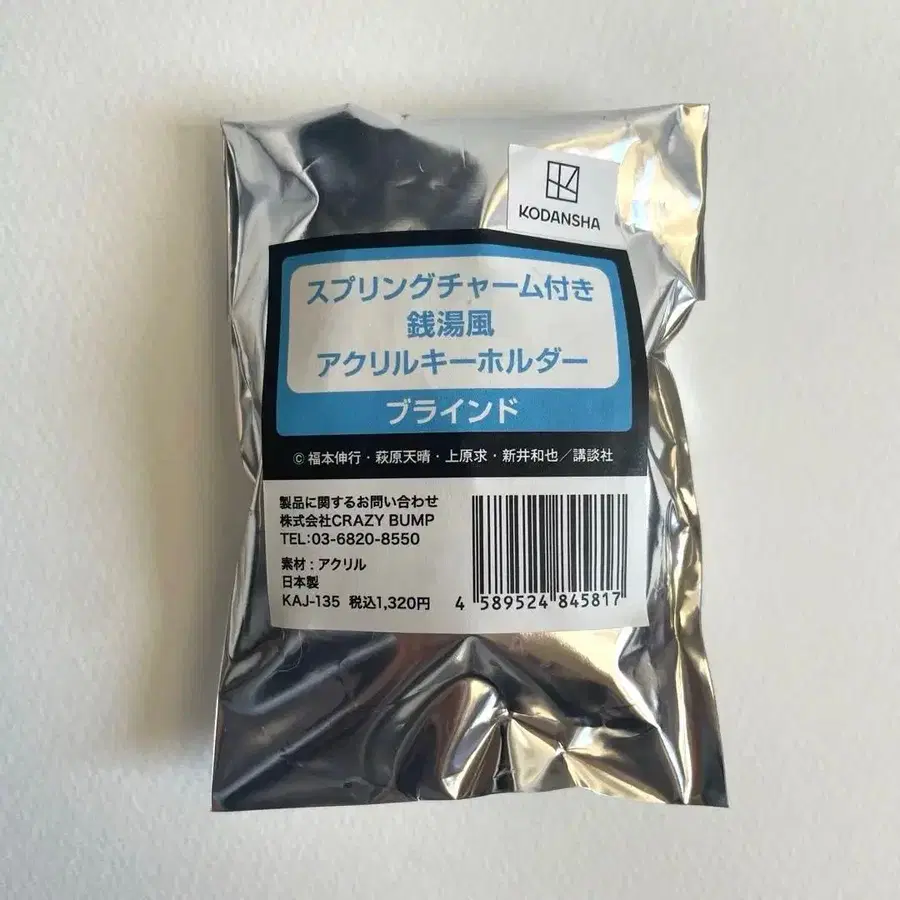 KODANSHA
スプリングチャーム付き
銭湯風
アクリルキーホルダー
ブラインド
© 福本伸行・萩原天晴・上原求・新井和也／講談社
製品に関するお問い合わせ
株式会社CRAZY BUMP
TEL:03-6820-8550
素材：アクリル
日本製
KAJ-135 税込1,320円
4 589524 845817